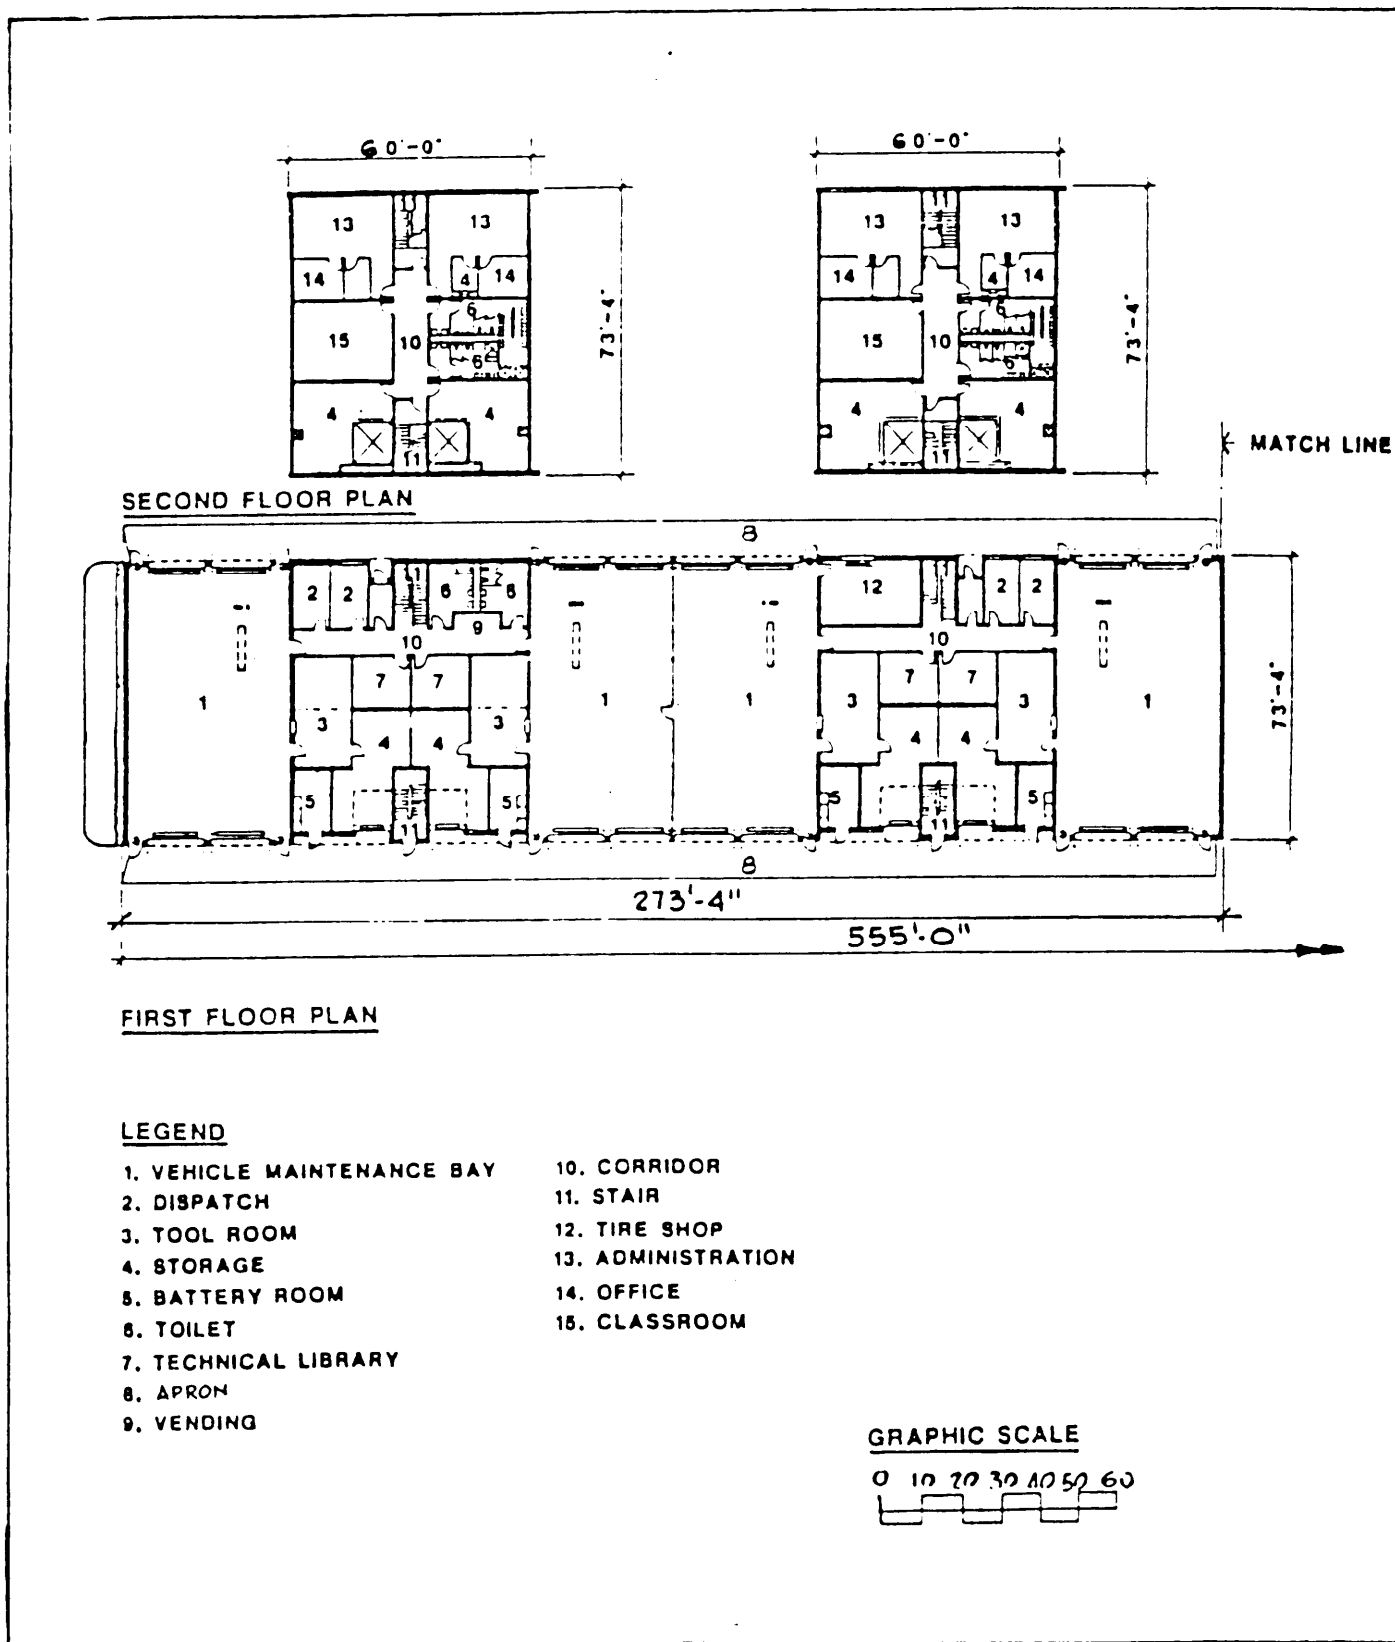 60'-0" 60'-0"
13 13 13 13
14 4 14 14 4 14
6 6
15 10 15 10
73'-4" 73'-4"
6 6
4 4 4 4
11 11
MATCH LINE
SECOND FLOOR PLAN
8
2 2 11 6 6 12 2 2
9
10 10
7 7 7 7
1 3 3 1 1 3 3 1
73'-4"
4 4 4 4
5 5 5 5
11 11
8
273'-4"
555'-0"
FIRST FLOOR PLAN
LEGEND
1. VEHICLE MAINTENANCE BAY
2. DISPATCH
3. TOOL ROOM
4. STORAGE
5. BATTERY ROOM
6. TOILET
7. TECHNICAL LIBRARY
8. APRON
9. VENDING
10. CORRIDOR
11. STAIR
12. TIRE SHOP
13. ADMINISTRATION
14. OFFICE
15. CLASSROOM
GRAPHIC SCALE
0 10 20 30 40 50 60